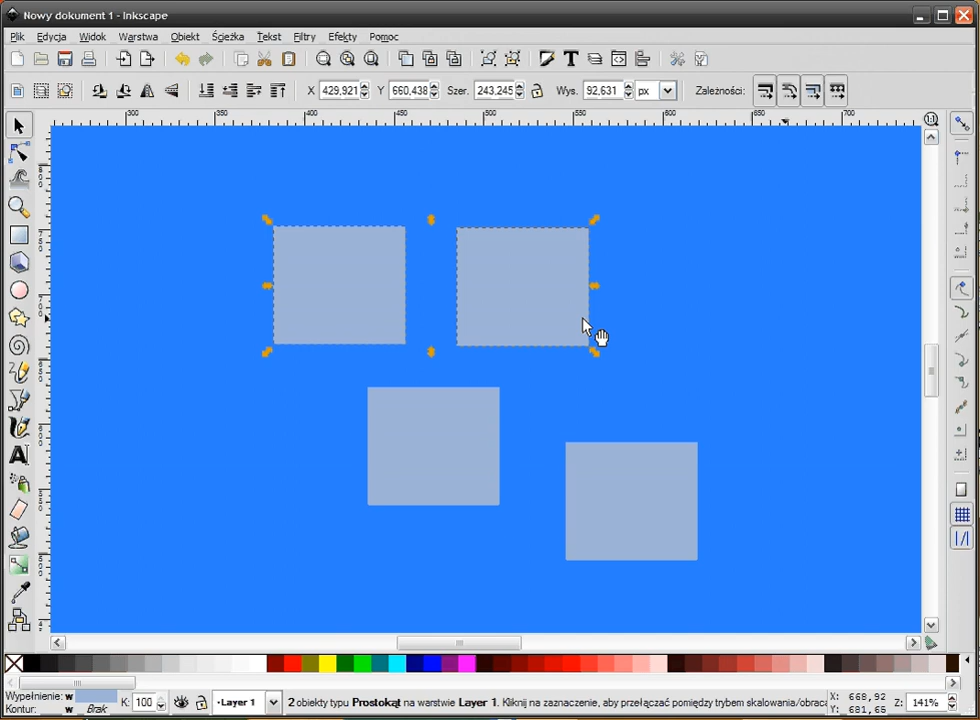 Nowy dokument 1 - Inkscape
Plik Edycja Widok Warstwa Obiekt Ścieżka Tekst Filtry Efekty Pomoc
X 429,921 Y 660,438 Szer. 243,245 Wys. 92,631 px Zależności:
300 400 450 500 550 600 650 700
Wypełnienie: w K: 100 •Layer 1 2 obiekty typu Prostokąt na warstwie Layer 1. Kliknij na zaznaczenie, aby przełączać pomiędzy trybem skalowania/obrac X: 668,92 Z: 141%
Kontur: w Brak Y: 681,65